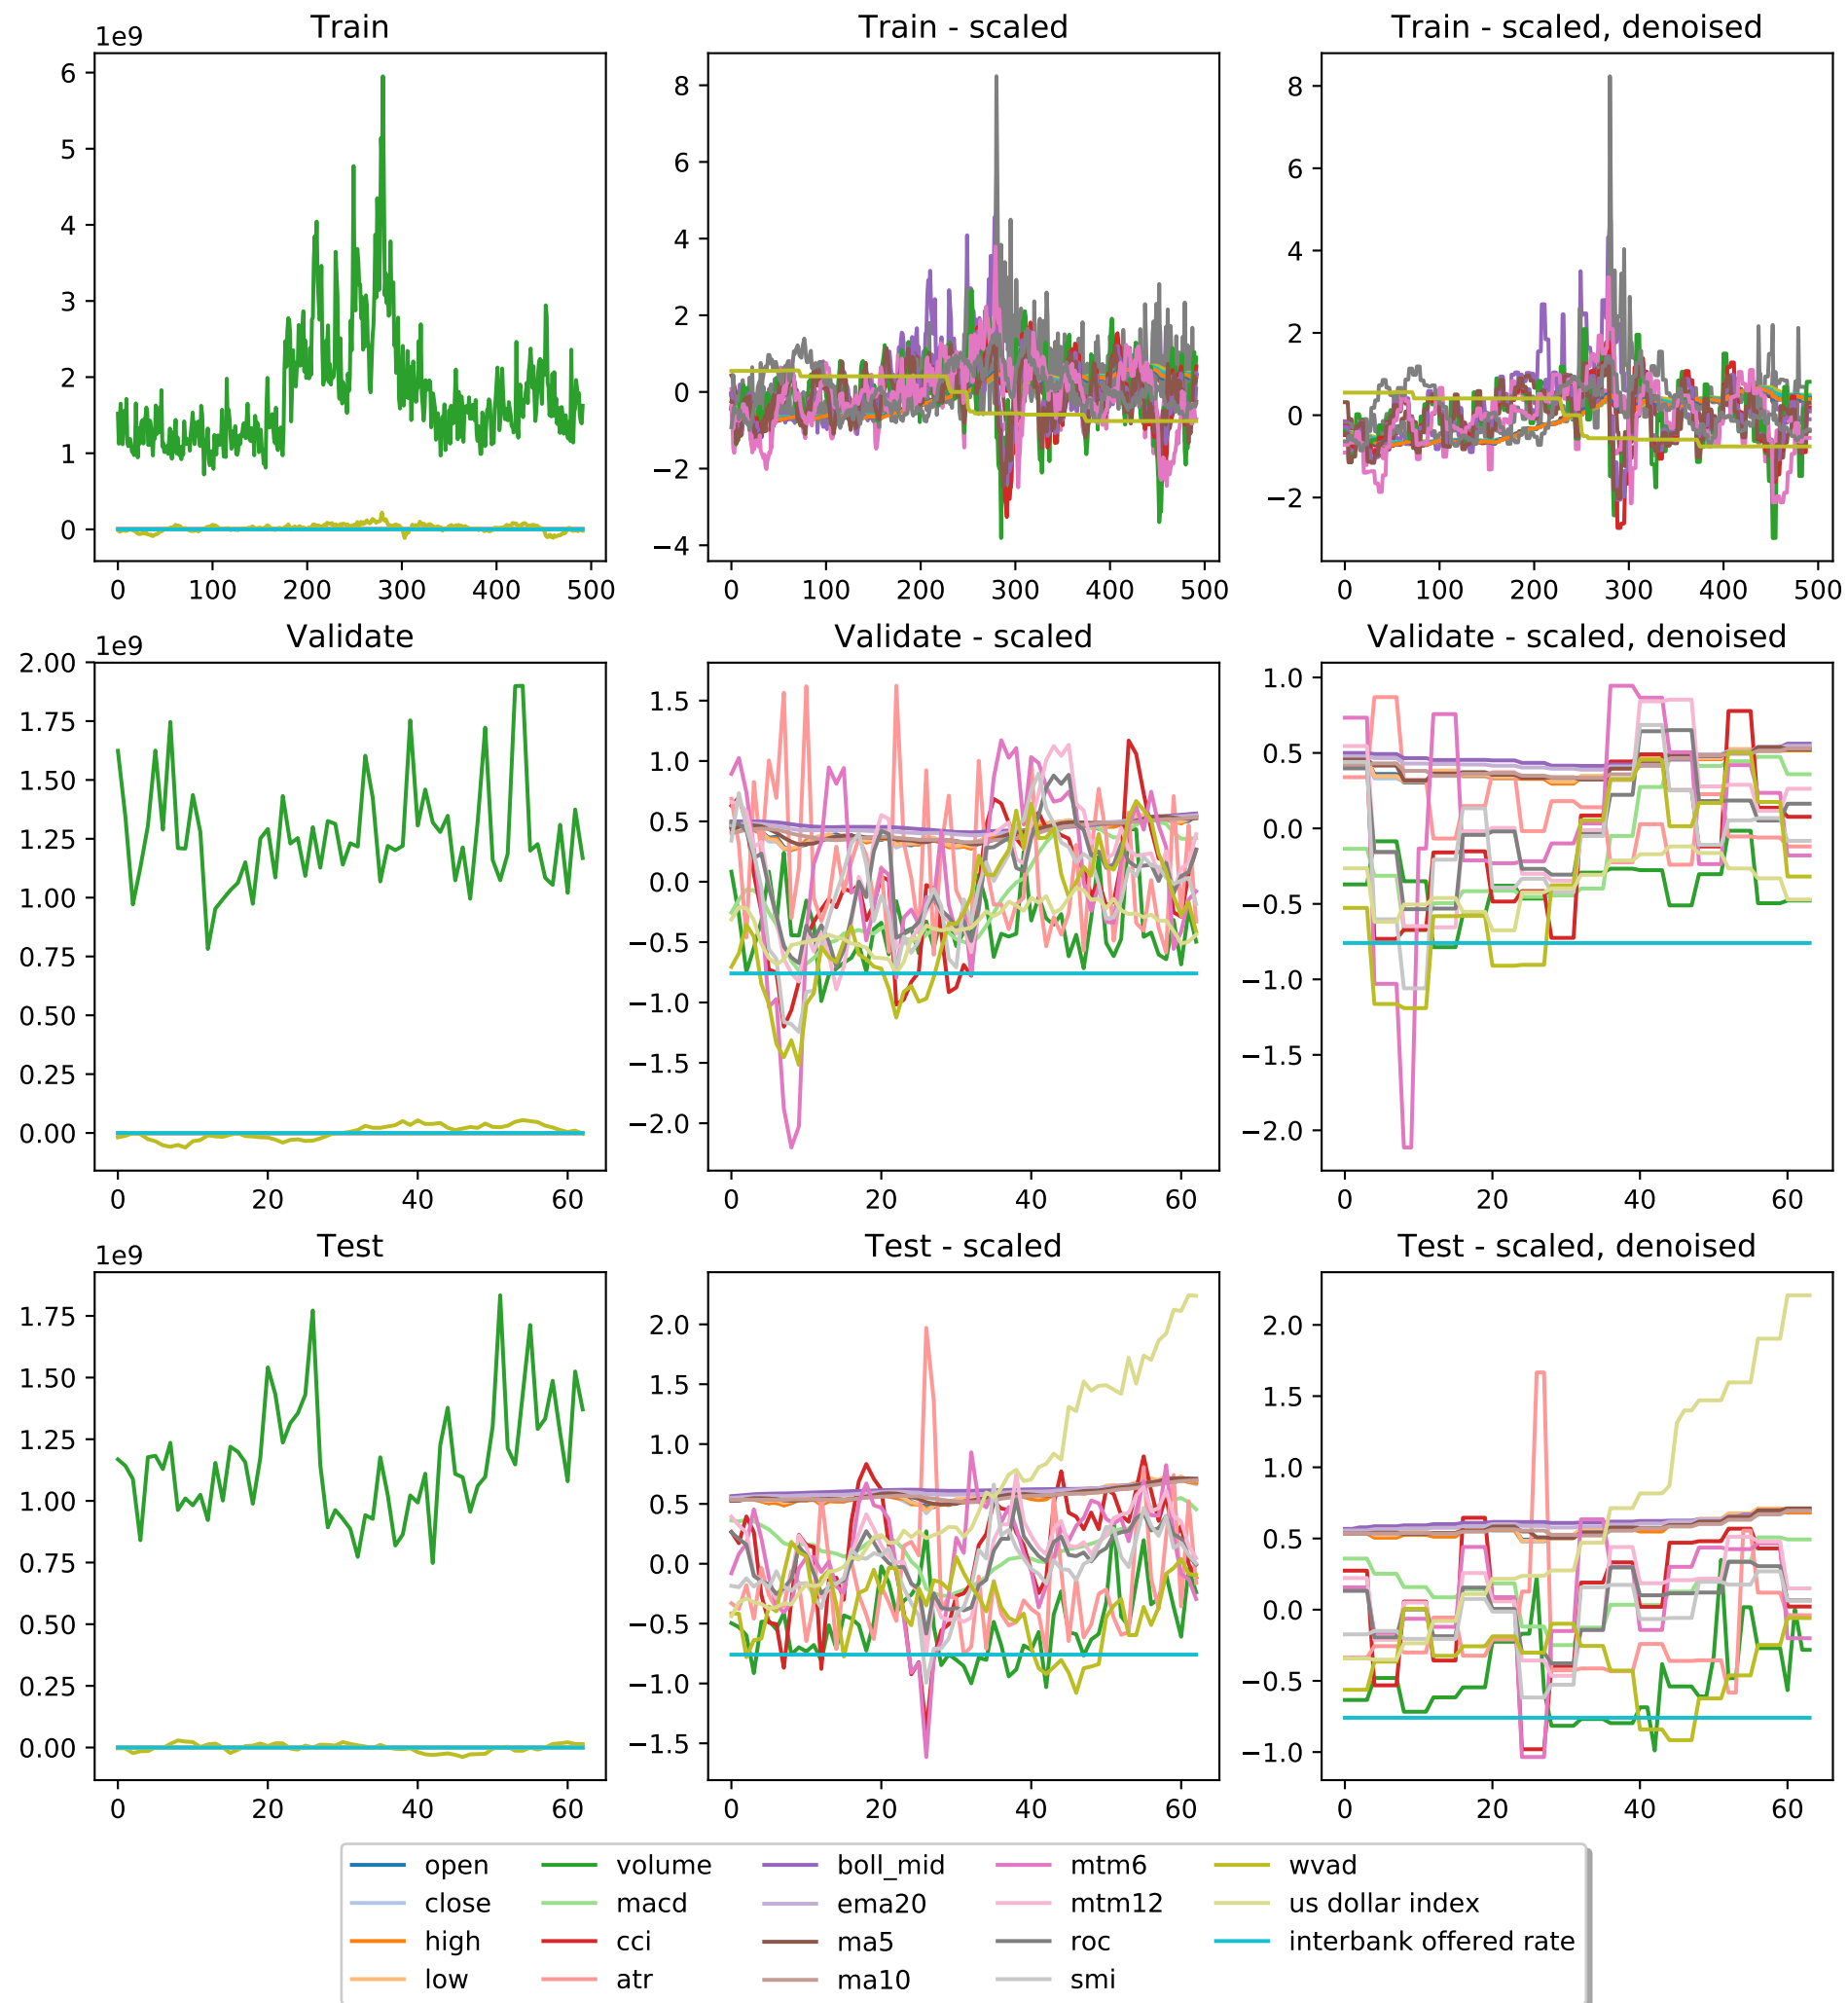 Train
Train - scaled
Train - scaled, denoised
1e9
6
5
4
3
2
1
0
0 100 200 300 400 500
8
6
4
2
0
−2
−4
0 100 200 300 400 500
8
6
4
2
0
−2
0 100 200 300 400 500
Validate
Validate - scaled
Validate - scaled, denoised
1e9
2.00
1.75
1.50
1.25
1.00
0.75
0.50
0.25
0.00
0 20 40 60
1.5
1.0
0.5
0.0
−0.5
−1.0
−1.5
−2.0
0 20 40 60
1.0
0.5
0.0
−0.5
−1.0
−1.5
−2.0
0 20 40 60
Test
Test - scaled
Test - scaled, denoised
1e9
1.75
1.50
1.25
1.00
0.75
0.50
0.25
0.00
0 20 40 60
2.0
1.5
1.0
0.5
0.0
−0.5
−1.0
−1.5
0 20 40 60
2.0
1.5
1.0
0.5
0.0
−0.5
−1.0
0 20 40 60
open
close
high
low
volume
macd
cci
atr
boll_mid
ema20
ma5
ma10
mtm6
mtm12
roc
smi
wvad
us dollar index
interbank offered rate